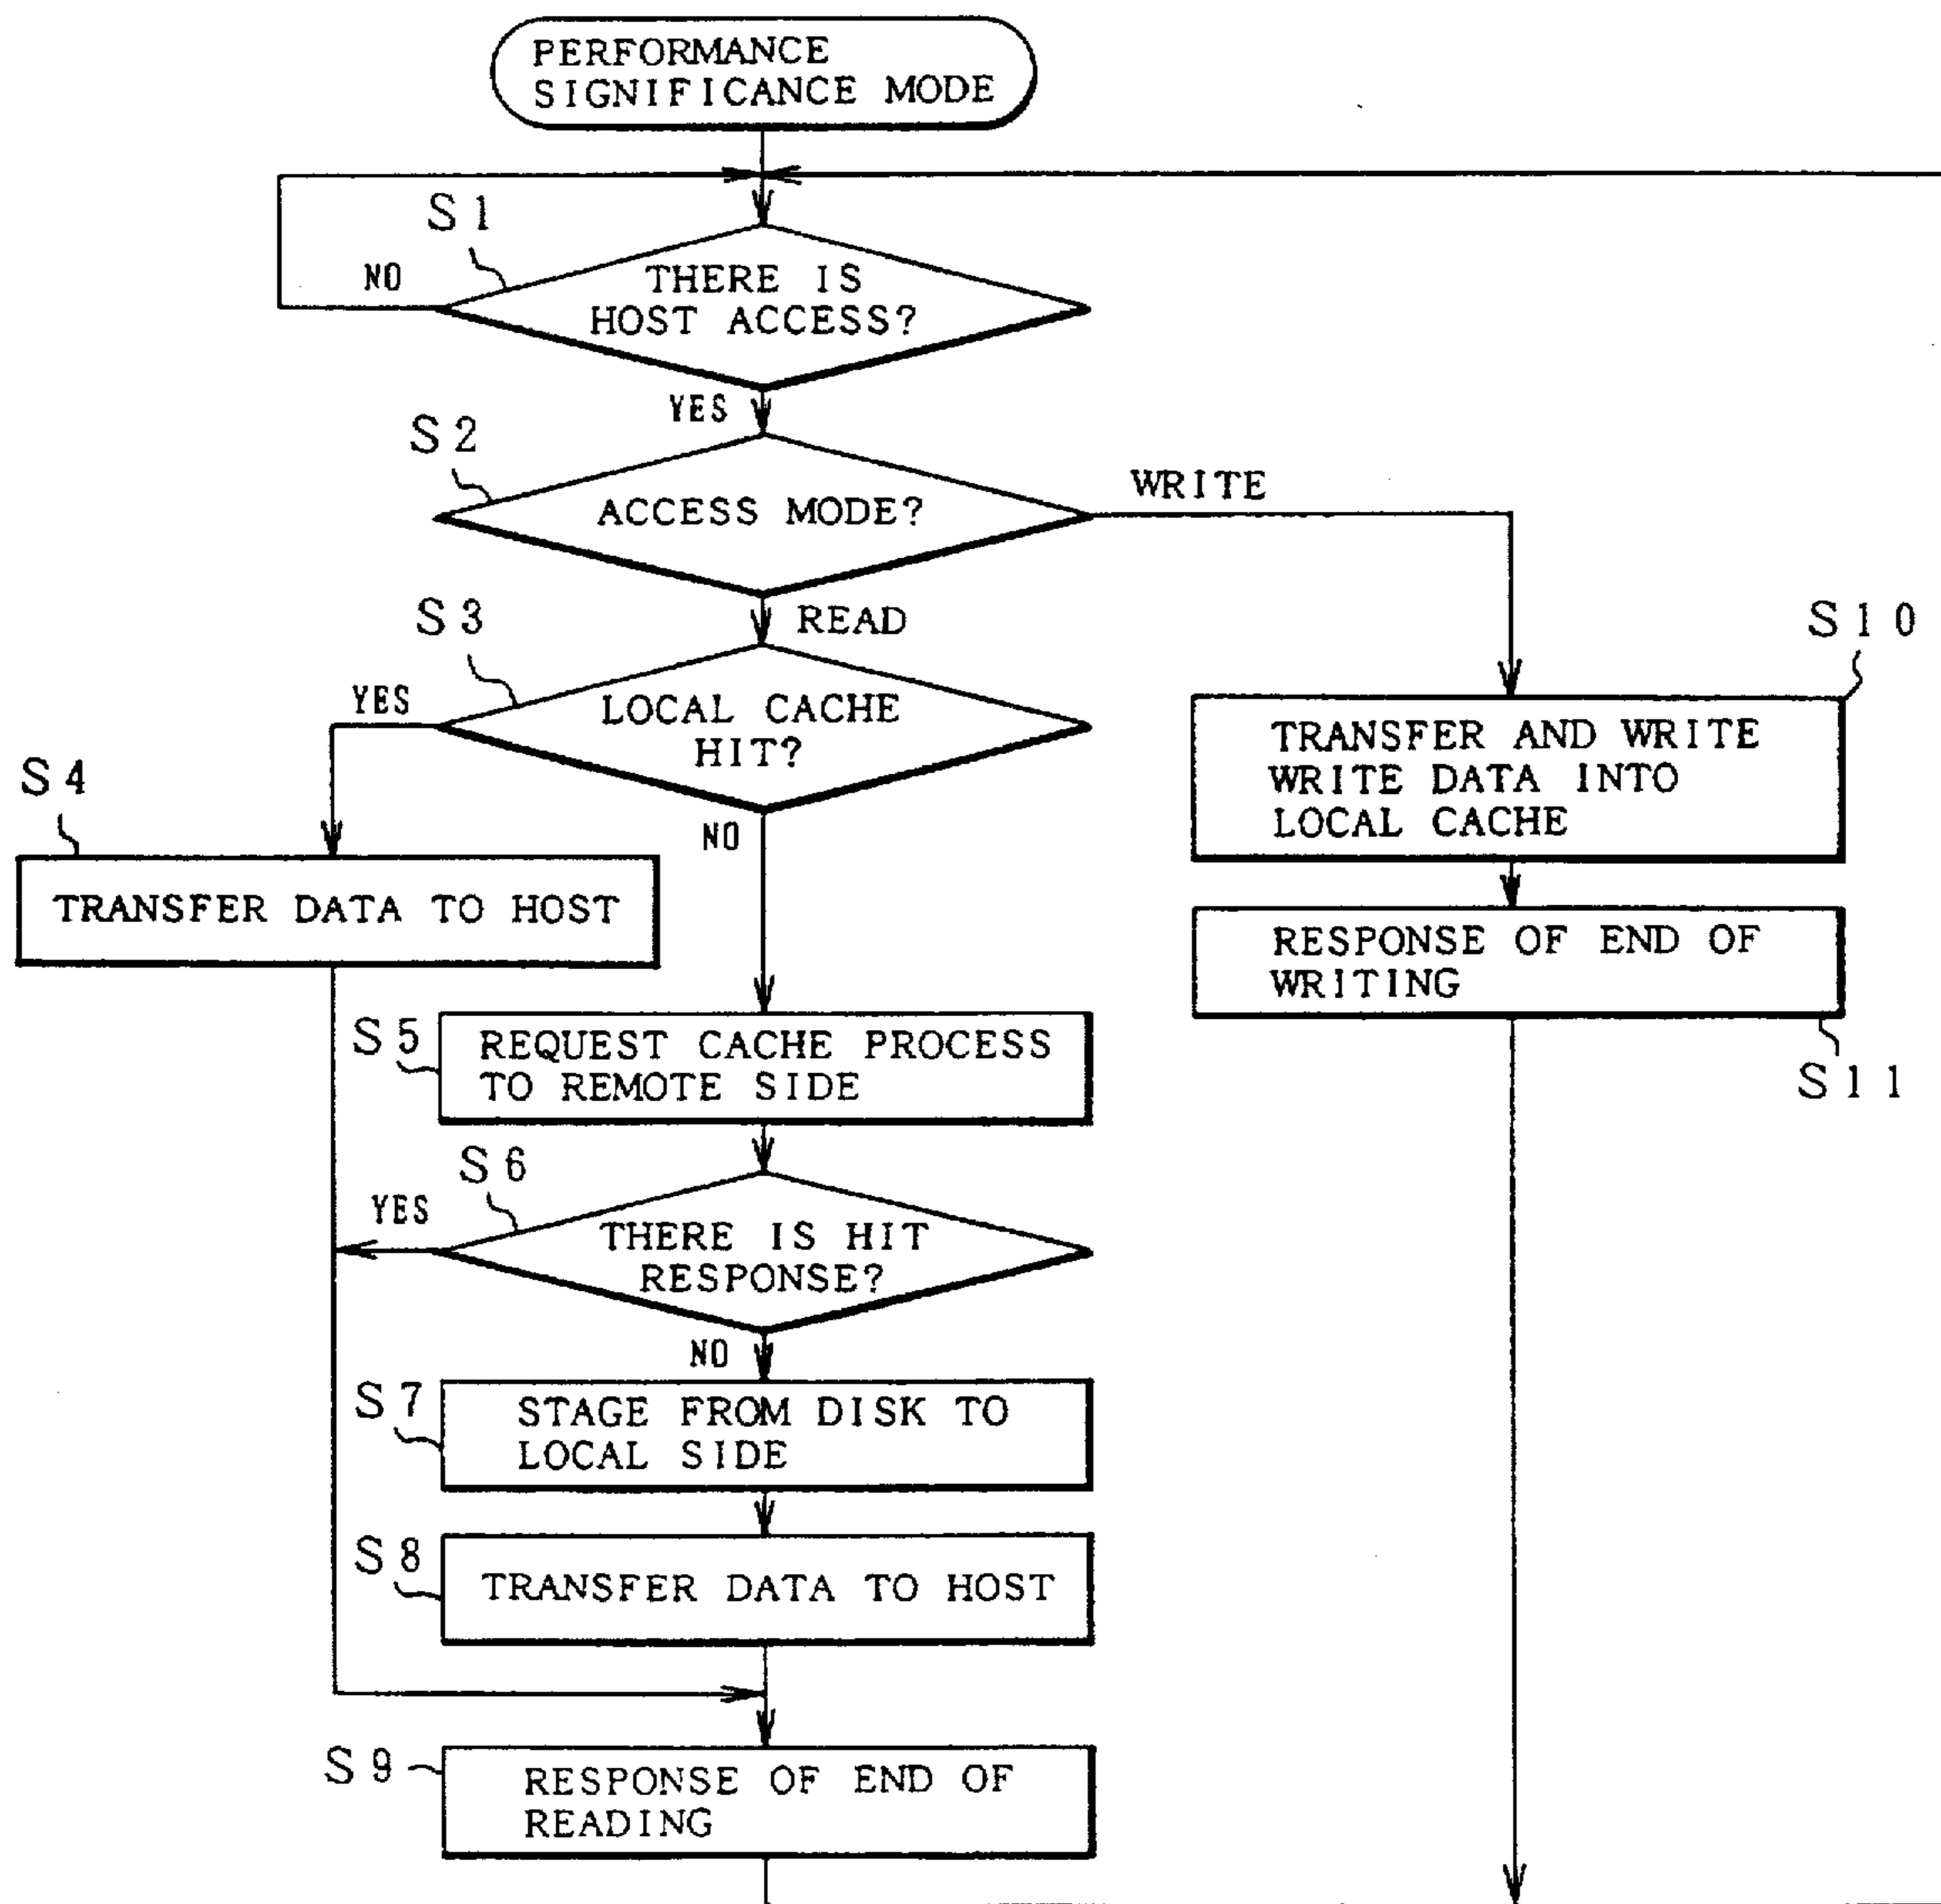 PERFORMANCE
SIGNIFICANCE MODE
S1
NO
THERE IS
HOST ACCESS?
YES
S2
ACCESS MODE?
WRITE
READ
S3
YES
LOCAL CACHE
HIT?
NO
S4
TRANSFER DATA TO HOST
S10
TRANSFER AND WRITE
WRITE DATA INTO
LOCAL CACHE
RESPONSE OF END OF
WRITING
S11
S5
REQUEST CACHE PROCESS
TO REMOTE SIDE
S6
YES
THERE IS HIT
RESPONSE?
NO
S7
STAGE FROM DISK TO
LOCAL SIDE
S8
TRANSFER DATA TO HOST
S9
RESPONSE OF END OF
READING